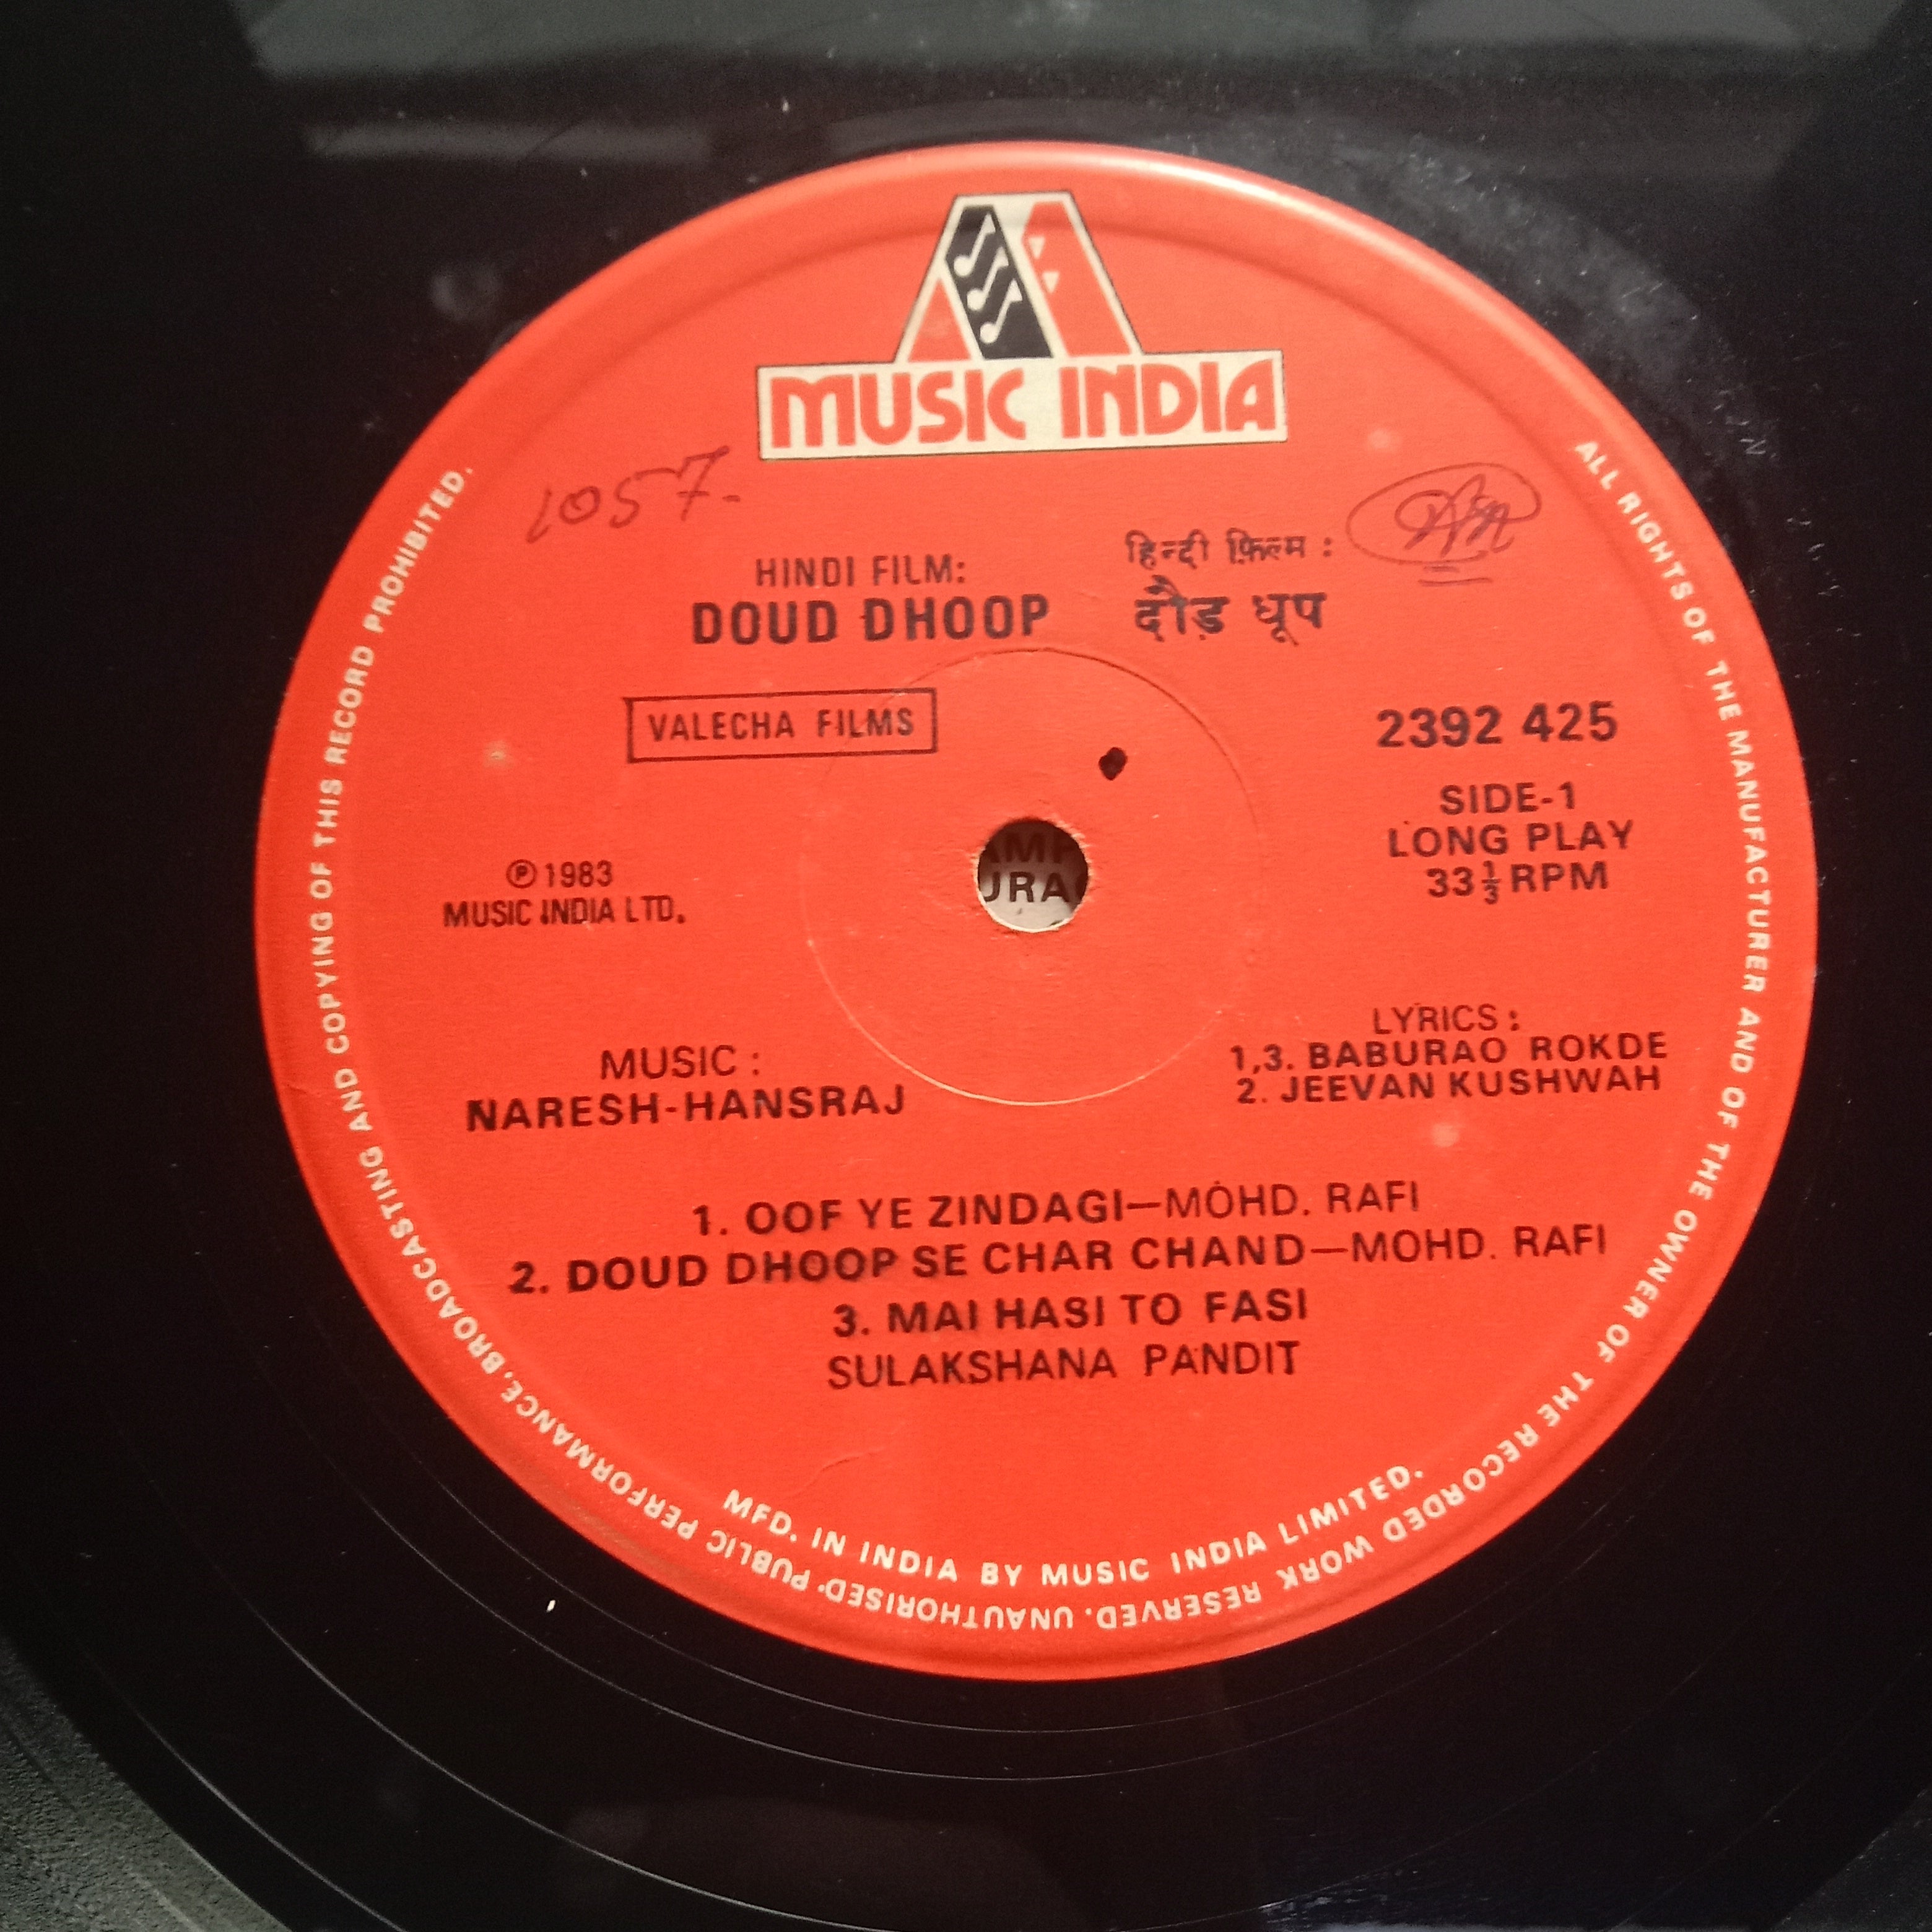 MUSIC INDIA
1057.
HINDI FILM:
DOUD DHOOP
हिन्दी फ़िल्म :
दौड़ धूप
VALECHA FILMS
2392 425
SIDE-1
LONG PLAY
33 1/3 RPM
Ⓟ 1983
MUSIC INDIA LTD.
MUSIC :
NARESH-HANSRAJ
LYRICS :
1,3. BABURAO ROKDE
2. JEEVAN KUSHWAH
1. OOF YE ZINDAGI—MOHD. RAFI
2. DOUD DHOOP SE CHAR CHAND—MOHD. RAFI
3. MAI HASI TO FASI
SULAKSHANA PANDIT
MFD. IN INDIA BY MUSIC INDIA LIMITED.
ALL RIGHTS OF THE MANUFACTURER AND OF THE OWNER OF THE RECORDED WORK RESERVED. UNAUTHORISED PUBLIC PERFORMANCE, BROADCASTING AND COPYING OF THIS RECORD PROHIBITED.